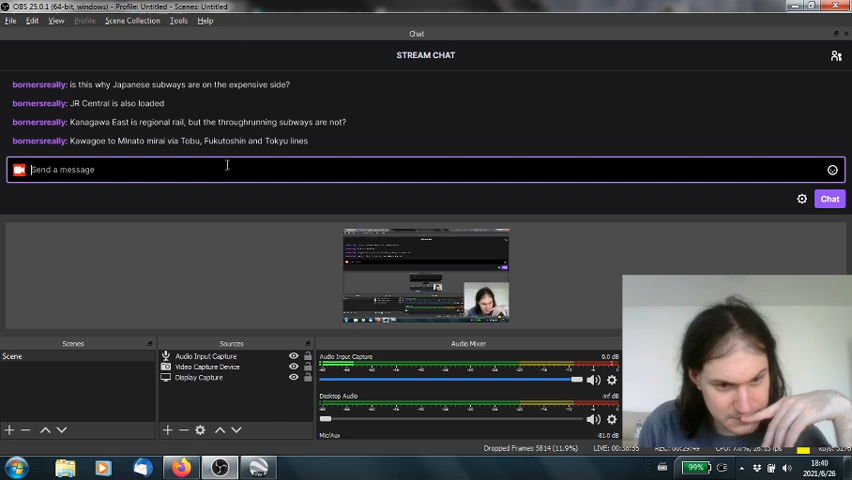 OBS 25.0.1 (64-bit, windows) - Profile: Untitled - Scenes: Untitled
File Edit View Profile Scene Collection Tools Help
Chat
STREAM CHAT
bornersreally: is this why Japanese subways are on the expensive side?
bornersreally: JR Central is also loaded
bornersreally: Kanagawa East is regional rail, but the throughrunning subways are not?
bornersreally: Kawagoe to MInato mirai via Tobu, Fukutoshin and Tokyu lines
Send a message
Chat
Scenes Sources Audio Mixer
Scene
Audio Input Capture
Video Capture Device
Display Capture
Audio Input Capture 0.0 dB
Desktop Audio -inf dB
Mic/Aux -81.0 dB
Dropped Frames 5814 (11.9%)
99%
18:40
2021/6/26